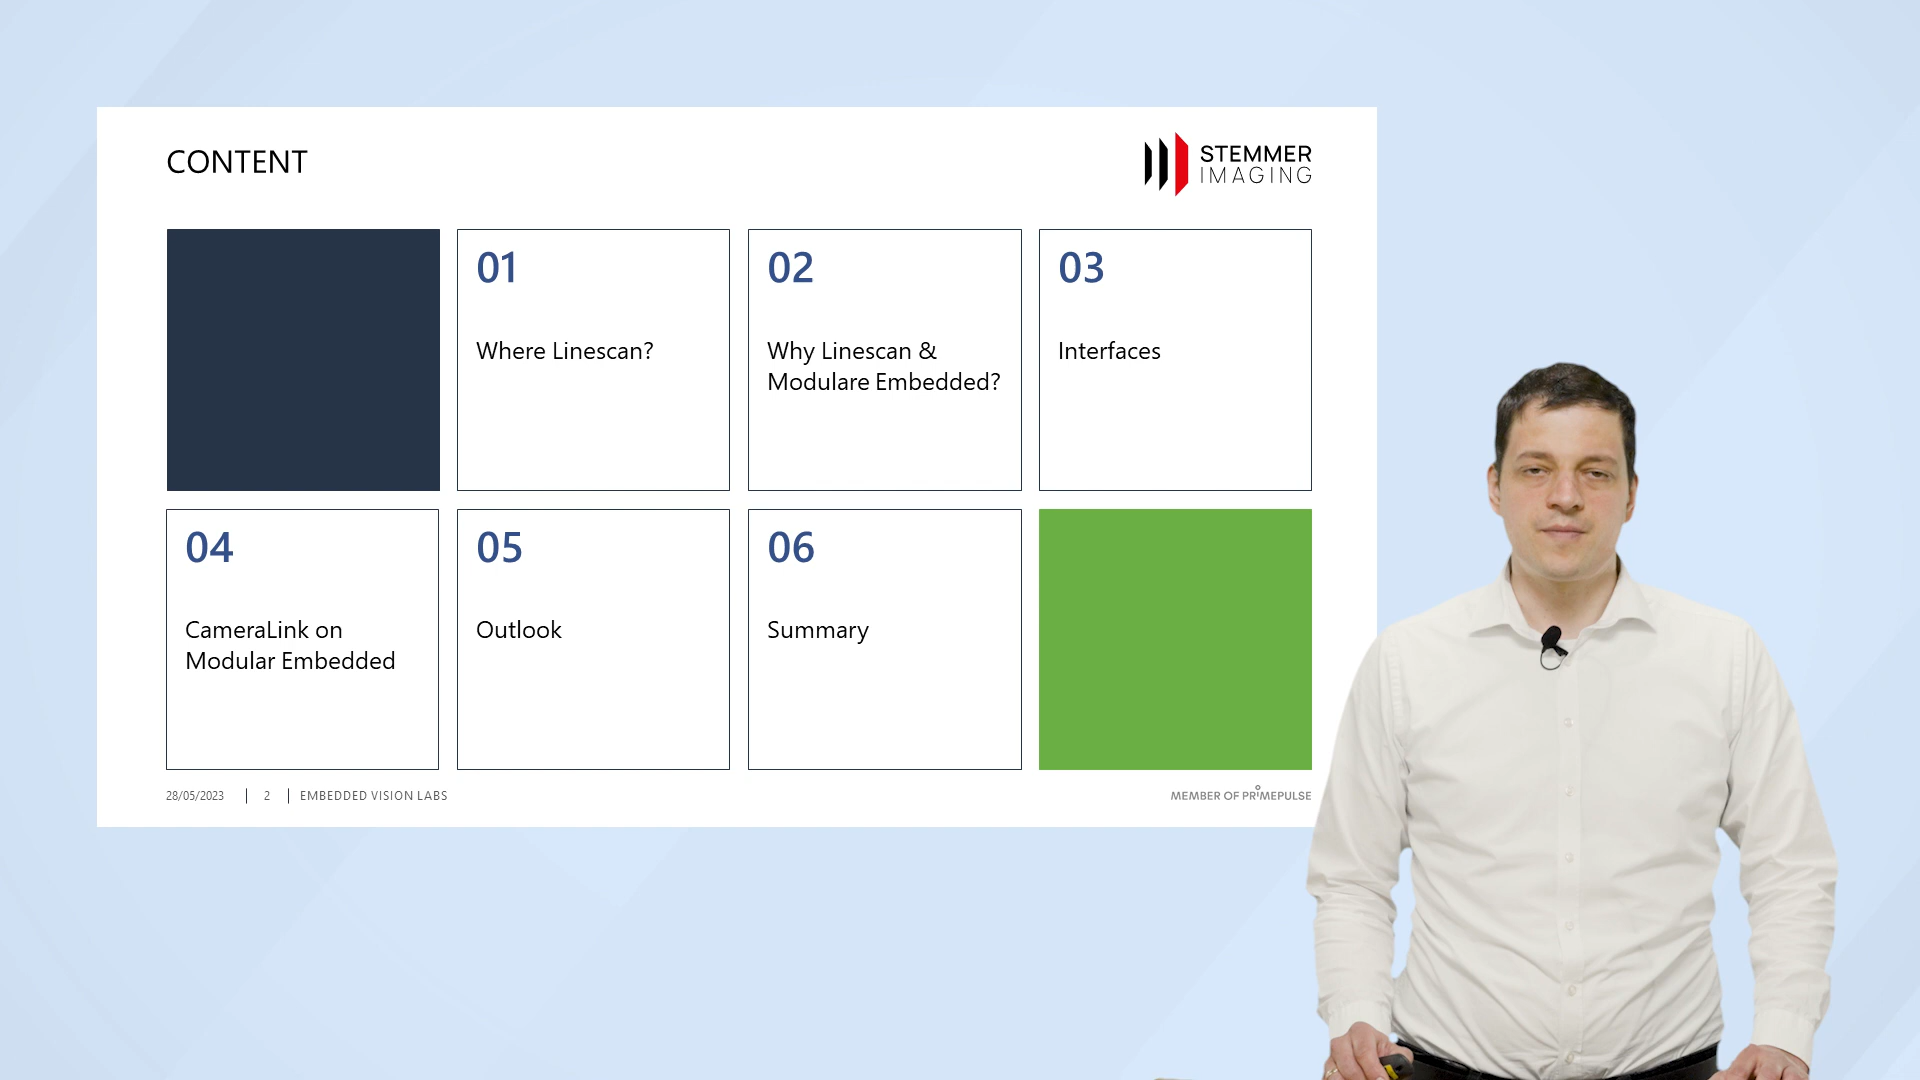 CONTENT
STEMMER
IMAGING
01
Where Linescan?
02
Why Linescan &
Modulare Embedded?
03
Interfaces
04
CameraLink on
Modular Embedded
05
Outlook
06
Summary
28/05/2023 | 2 | EMBEDDED VISION LABS
MEMBER OF PRIMEPULSE